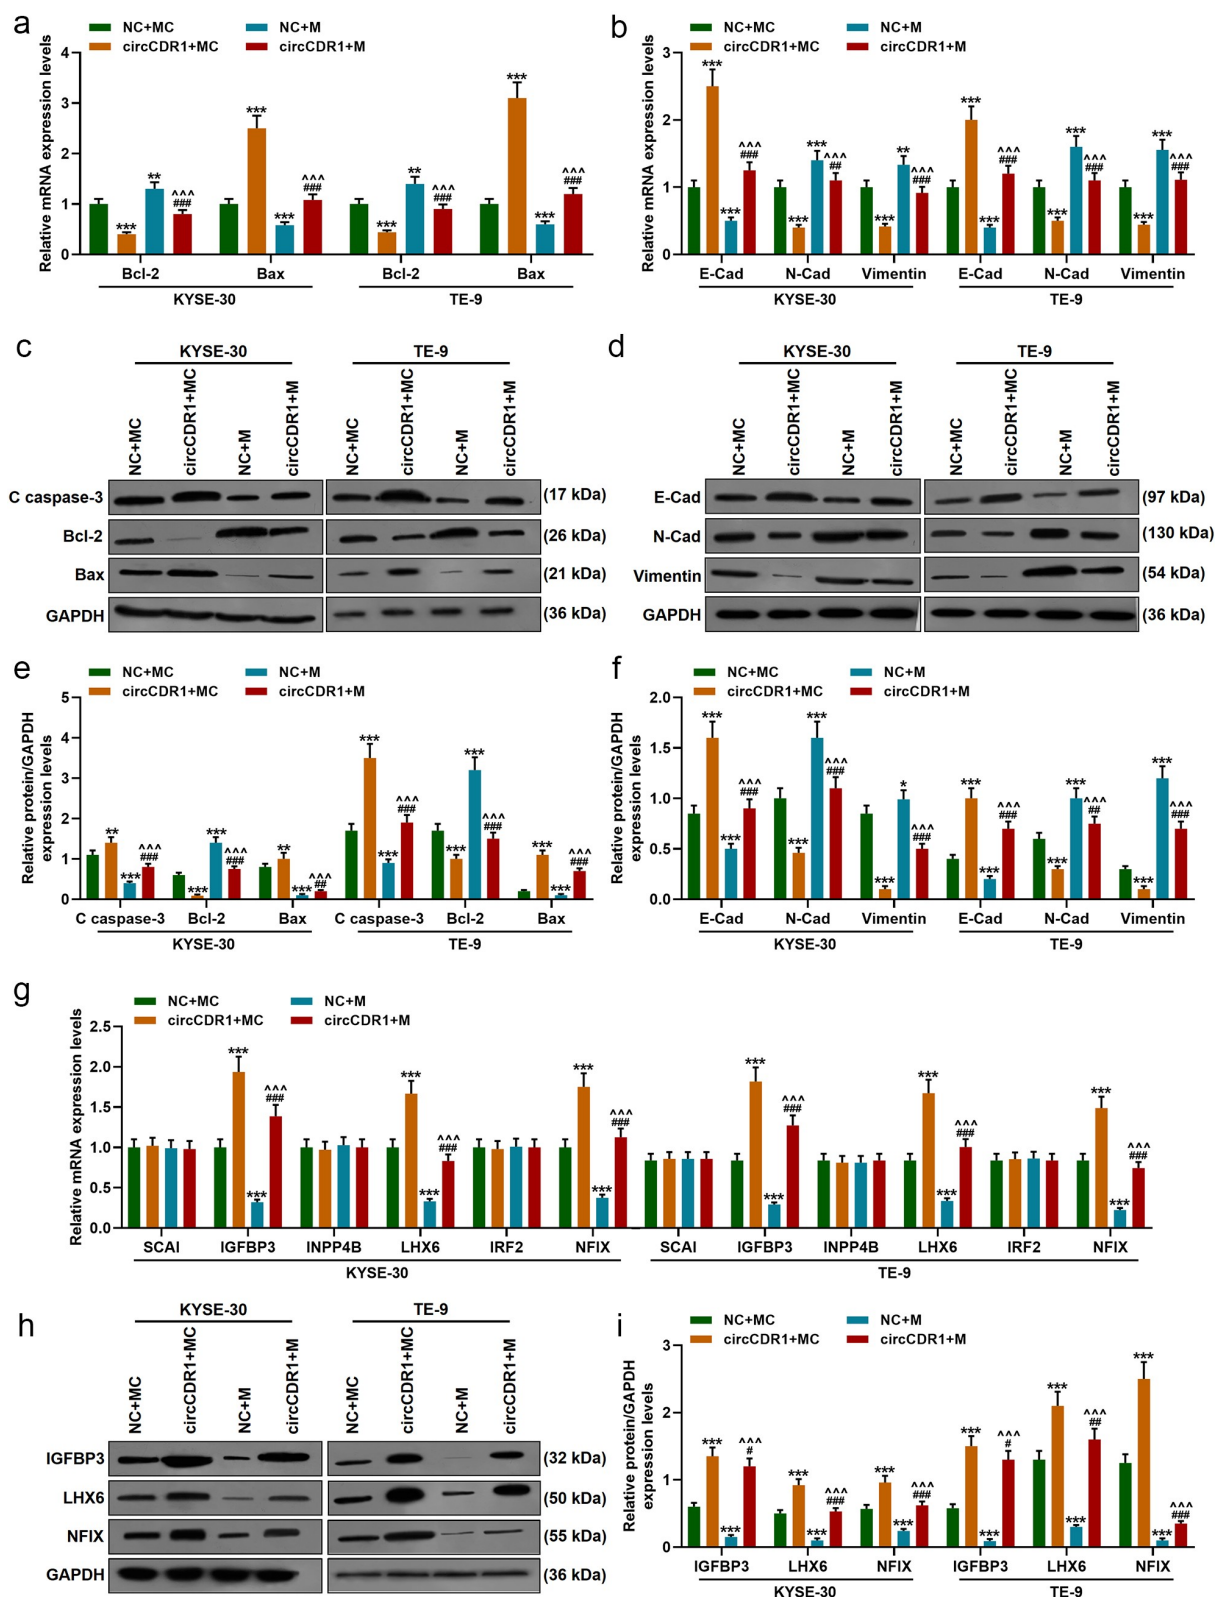 a
NC+MC
NC+M
circCDR1+MC
circCDR1+M
Relative mRNA expression levels
4
3
2
1
0
*** ** ^^^ ###
*** *** ^^^ ###
*** ** ^^^ ###
*** *** ^^^ ###
Bcl-2 Bax Bcl-2 Bax
KYSE-30 TE-9
b
NC+MC
NC+M
circCDR1+MC
circCDR1+M
Relative mRNA expression levels
3
2
1
0
*** *** ^^^ ###
*** *** ^^^ ##
*** ** ^^^ ###
*** *** ^^^ ###
*** *** ^^^ ###
*** *** ^^^ ###
E-Cad N-Cad Vimentin E-Cad N-Cad Vimentin
KYSE-30 TE-9
c
KYSE-30 TE-9
NC+MC circCDR1+MC NC+M circCDR1+M NC+MC circCDR1+MC NC+M circCDR1+M
C caspase-3 (17 kDa)
Bcl-2 (26 kDa)
Bax (21 kDa)
GAPDH (36 kDa)
d
KYSE-30 TE-9
NC+MC circCDR1+MC NC+M circCDR1+M NC+MC circCDR1+MC NC+M circCDR1+M
E-Cad (97 kDa)
N-Cad (130 kDa)
Vimentin (54 kDa)
GAPDH (36 kDa)
e
NC+MC
NC+M
circCDR1+MC
circCDR1+M
Relative protein/GAPDH
expression levels
5
4
3
2
1
0
** *** ^^^ ###
*** *** ^^^ ###
** *** ^^^ ##
*** *** ^^^ ###
*** *** ^^^ ###
*** *** ^^^ ###
C caspase-3 Bcl-2 Bax C caspase-3 Bcl-2 Bax
KYSE-30 TE-9
f
NC+MC
NC+M
circCDR1+MC
circCDR1+M
Relative protein/GAPDH
expression levels
2.0
1.5
1.0
0.5
0.0
*** *** ^^^ ###
*** *** ^^^ ###
*** * ^^^ ###
*** *** ^^^ ###
*** *** ^^^ ##
*** *** ^^^ ###
E-Cad N-Cad Vimentin E-Cad N-Cad Vimentin
KYSE-30 TE-9
g
NC+MC
NC+M
circCDR1+MC
circCDR1+M
Relative mRNA expression levels
2.5
2.0
1.5
1.0
0.5
0.0
*** *** ^^^ ###
*** *** ^^^ ###
*** *** ^^^ ###
*** *** ^^^ ###
*** *** ^^^ ###
*** *** ^^^ ###
SCAI IGFBP3 INPP4B LHX6 IRF2 NFIX SCAI IGFBP3 INPP4B LHX6 IRF2 NFIX
KYSE-30 TE-9
h
KYSE-30 TE-9
NC+MC circCDR1+MC NC+M circCDR1+M NC+MC circCDR1+MC NC+M circCDR1+M
IGFBP3 (32 kDa)
LHX6 (50 kDa)
NFIX (55 kDa)
GAPDH (36 kDa)
i
NC+MC
NC+M
circCDR1+MC
circCDR1+M
Relative protein/GAPDH
expression levels
3
2
1
0
*** *** ^^^ #
*** *** ^^^ ###
*** *** ^^^ ###
*** *** ^^^ #
*** *** ^^^ ##
*** *** ^^^ ###
IGFBP3 LHX6 NFIX IGFBP3 LHX6 NFIX
KYSE-30 TE-9